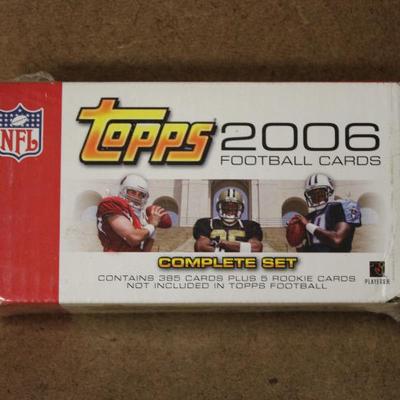 NFL
Topps 2006
FOOTBALL CARDS
25
COMPLETE SET
CONTAINS 385 CARDS PLUS 5 ROOKIE CARDS
NOT INCLUDED IN TOPPS FOOTBALL
PLAYERS